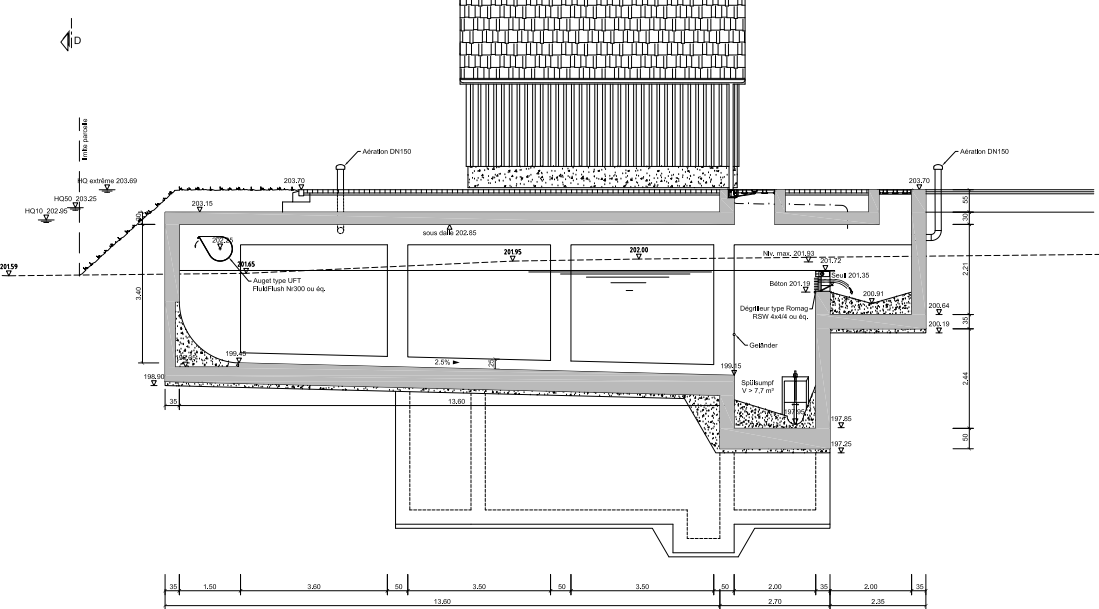 D
limite parcelle
Aération DN150
Aération DN150
HQ extrême 203.69
203.70
203.70
HQ50 203.25
HQ10 202.95
203.15
55
30
sous dalle 202.85
201.95
202.00
Niv. max. 201.93
201.59
201.65
201.72
Seuil 201.35
2.21
Auget type UFT
FluidFlush Nr300 ou éq.
Béton 201.19
200.91
3.40
Dégrilleur type Romag
RSW 4x4/4 ou éq.
200.64
35
200.19
Geländer
199.45
2.5%
25
199.15
198.90
Spülsumpf
V > 7,7 m³
2.44
35
13.60
197.95
197.85
50
197.25
35
1.50
3.60
50
3.50
50
3.50
50
2.00
35
2.00
35
13.60
2.70
2.35